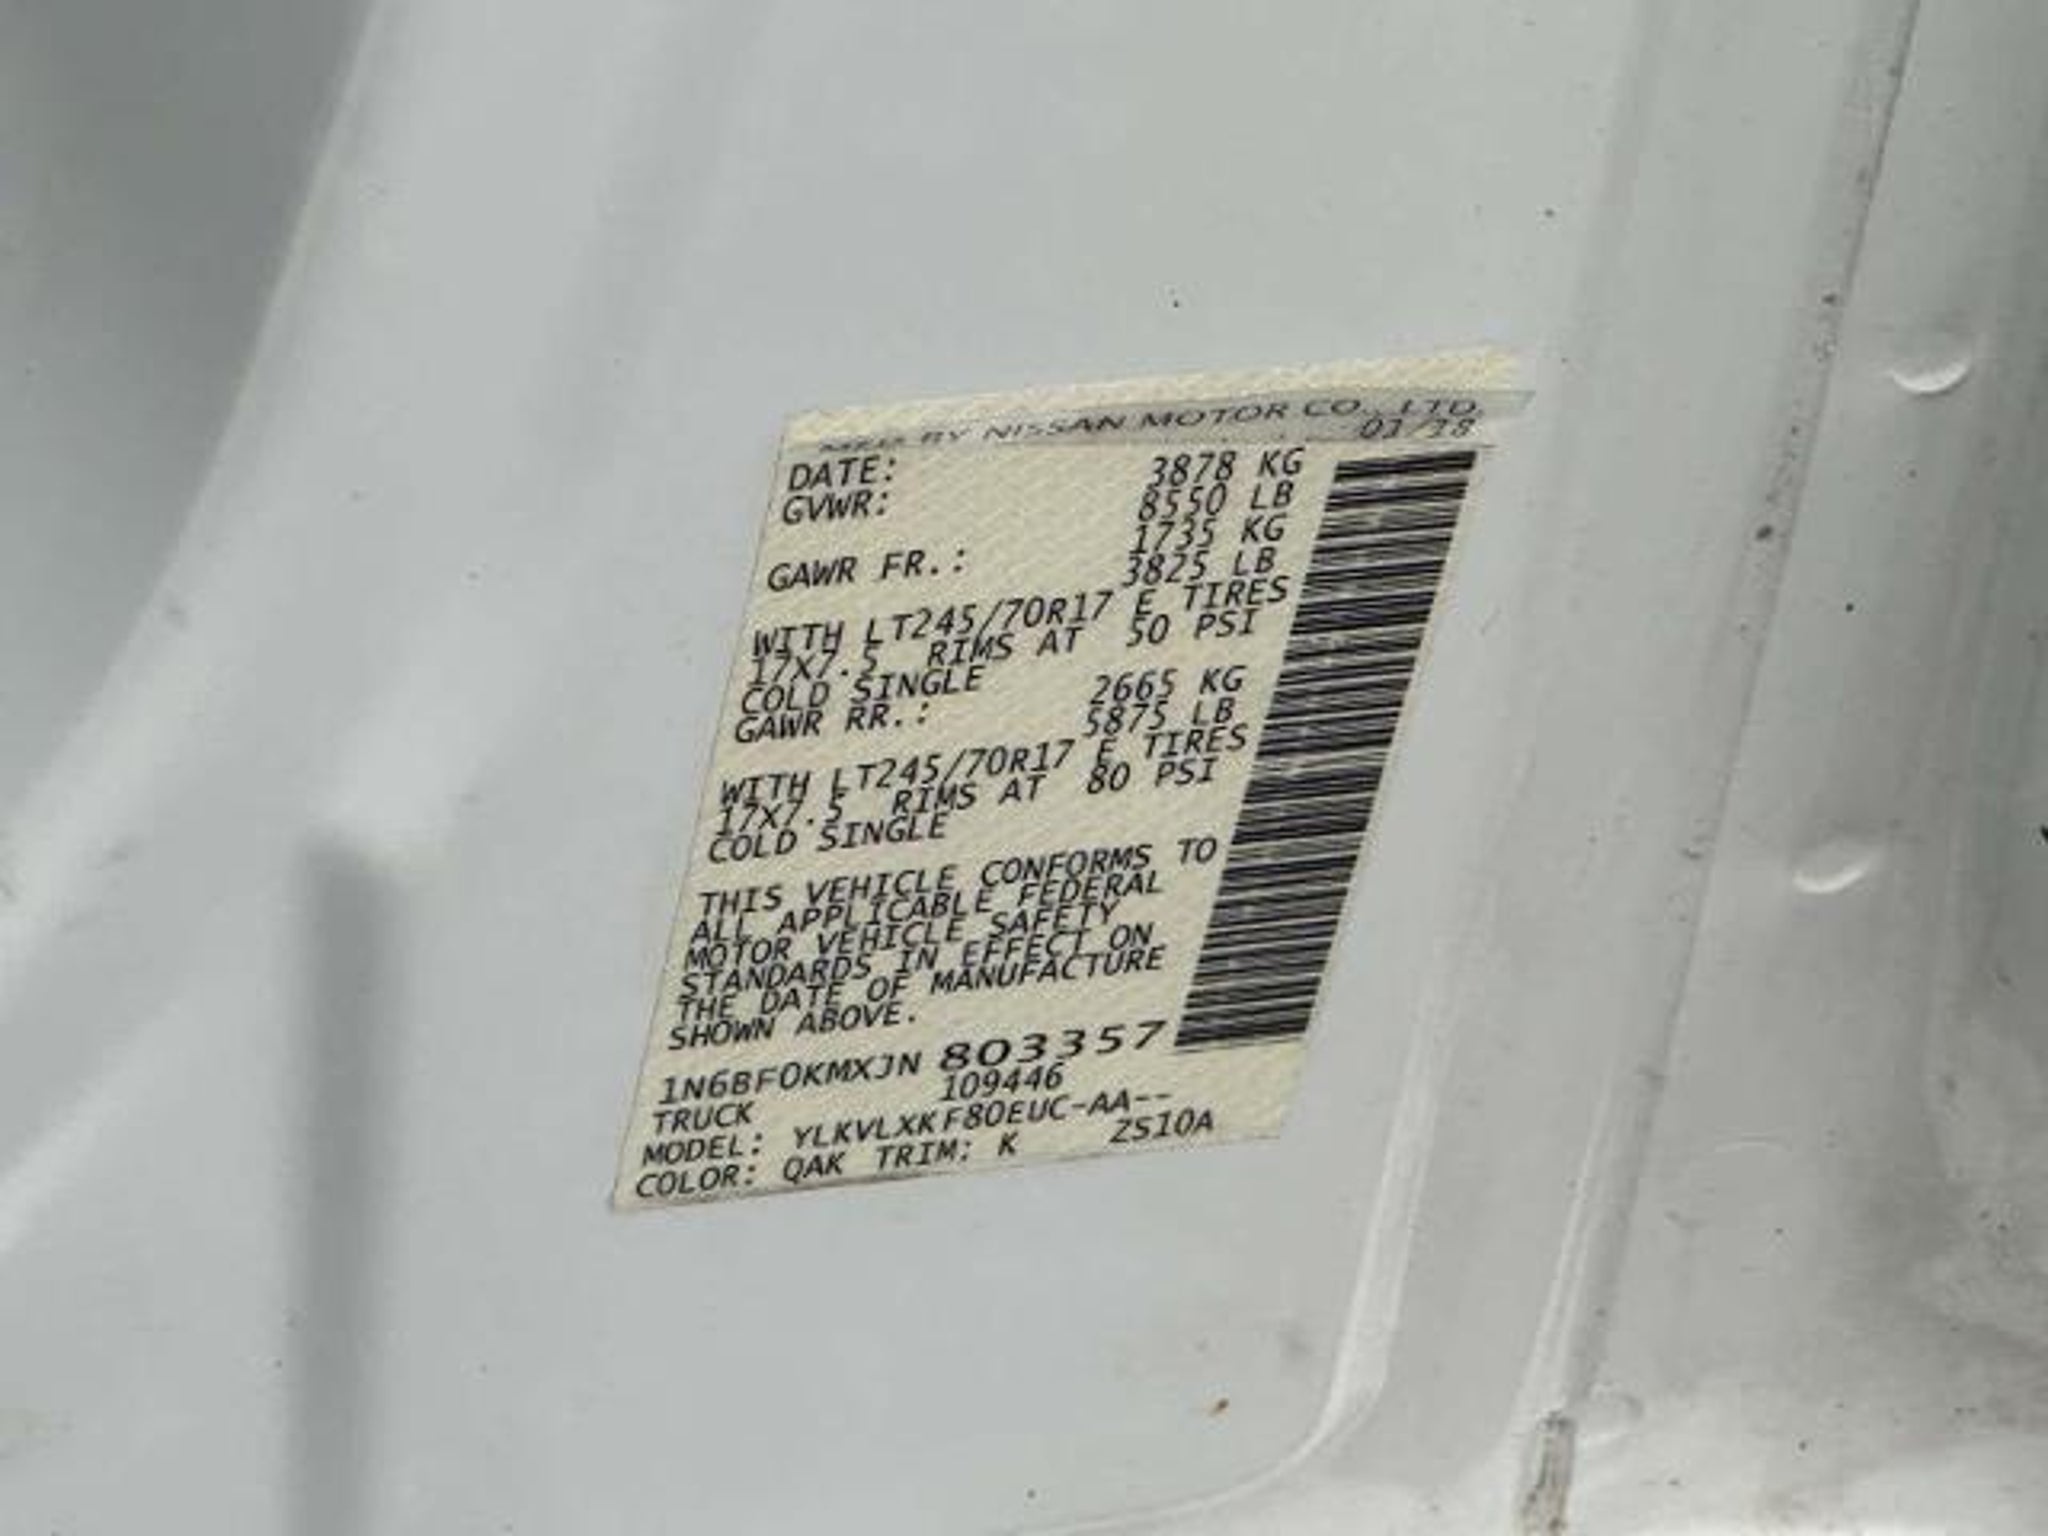 MFD BY NISSAN MOTOR CO., LTD.
DATE: 01/18
GVWR: 3878 KG
8550 LB
GAWR FR.: 1735 KG
3825 LB
WITH LT245/70R17 E TIRES
17X7.5 RIMS AT 50 PSI
COLD SINGLE
GAWR RR.: 2665 KG
5875 LB
WITH LT245/70R17 E TIRES
17X7.5 RIMS AT 80 PSI
COLD SINGLE
THIS VEHICLE CONFORMS TO
ALL APPLICABLE FEDERAL
MOTOR VEHICLE SAFETY
STANDARDS IN EFFECT ON
THE DATE OF MANUFACTURE
SHOWN ABOVE.
1N6BF0KMXJN 803357
TRUCK 109446
MODEL: YLKVLXKF80EUC-AA--
COLOR: QAK TRIM: K ZS10A